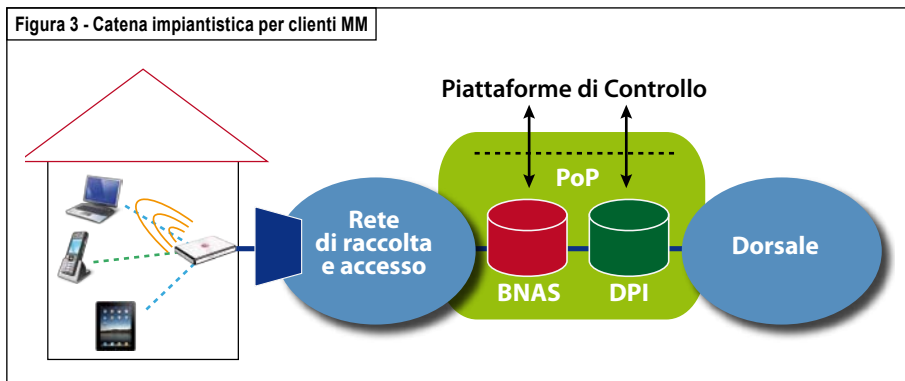 Figura 3 - Catena impiantistica per clienti MM
Piattaforme di Controllo
PoP
Rete
di raccolta
e accesso
BNAS
DPI
Dorsale